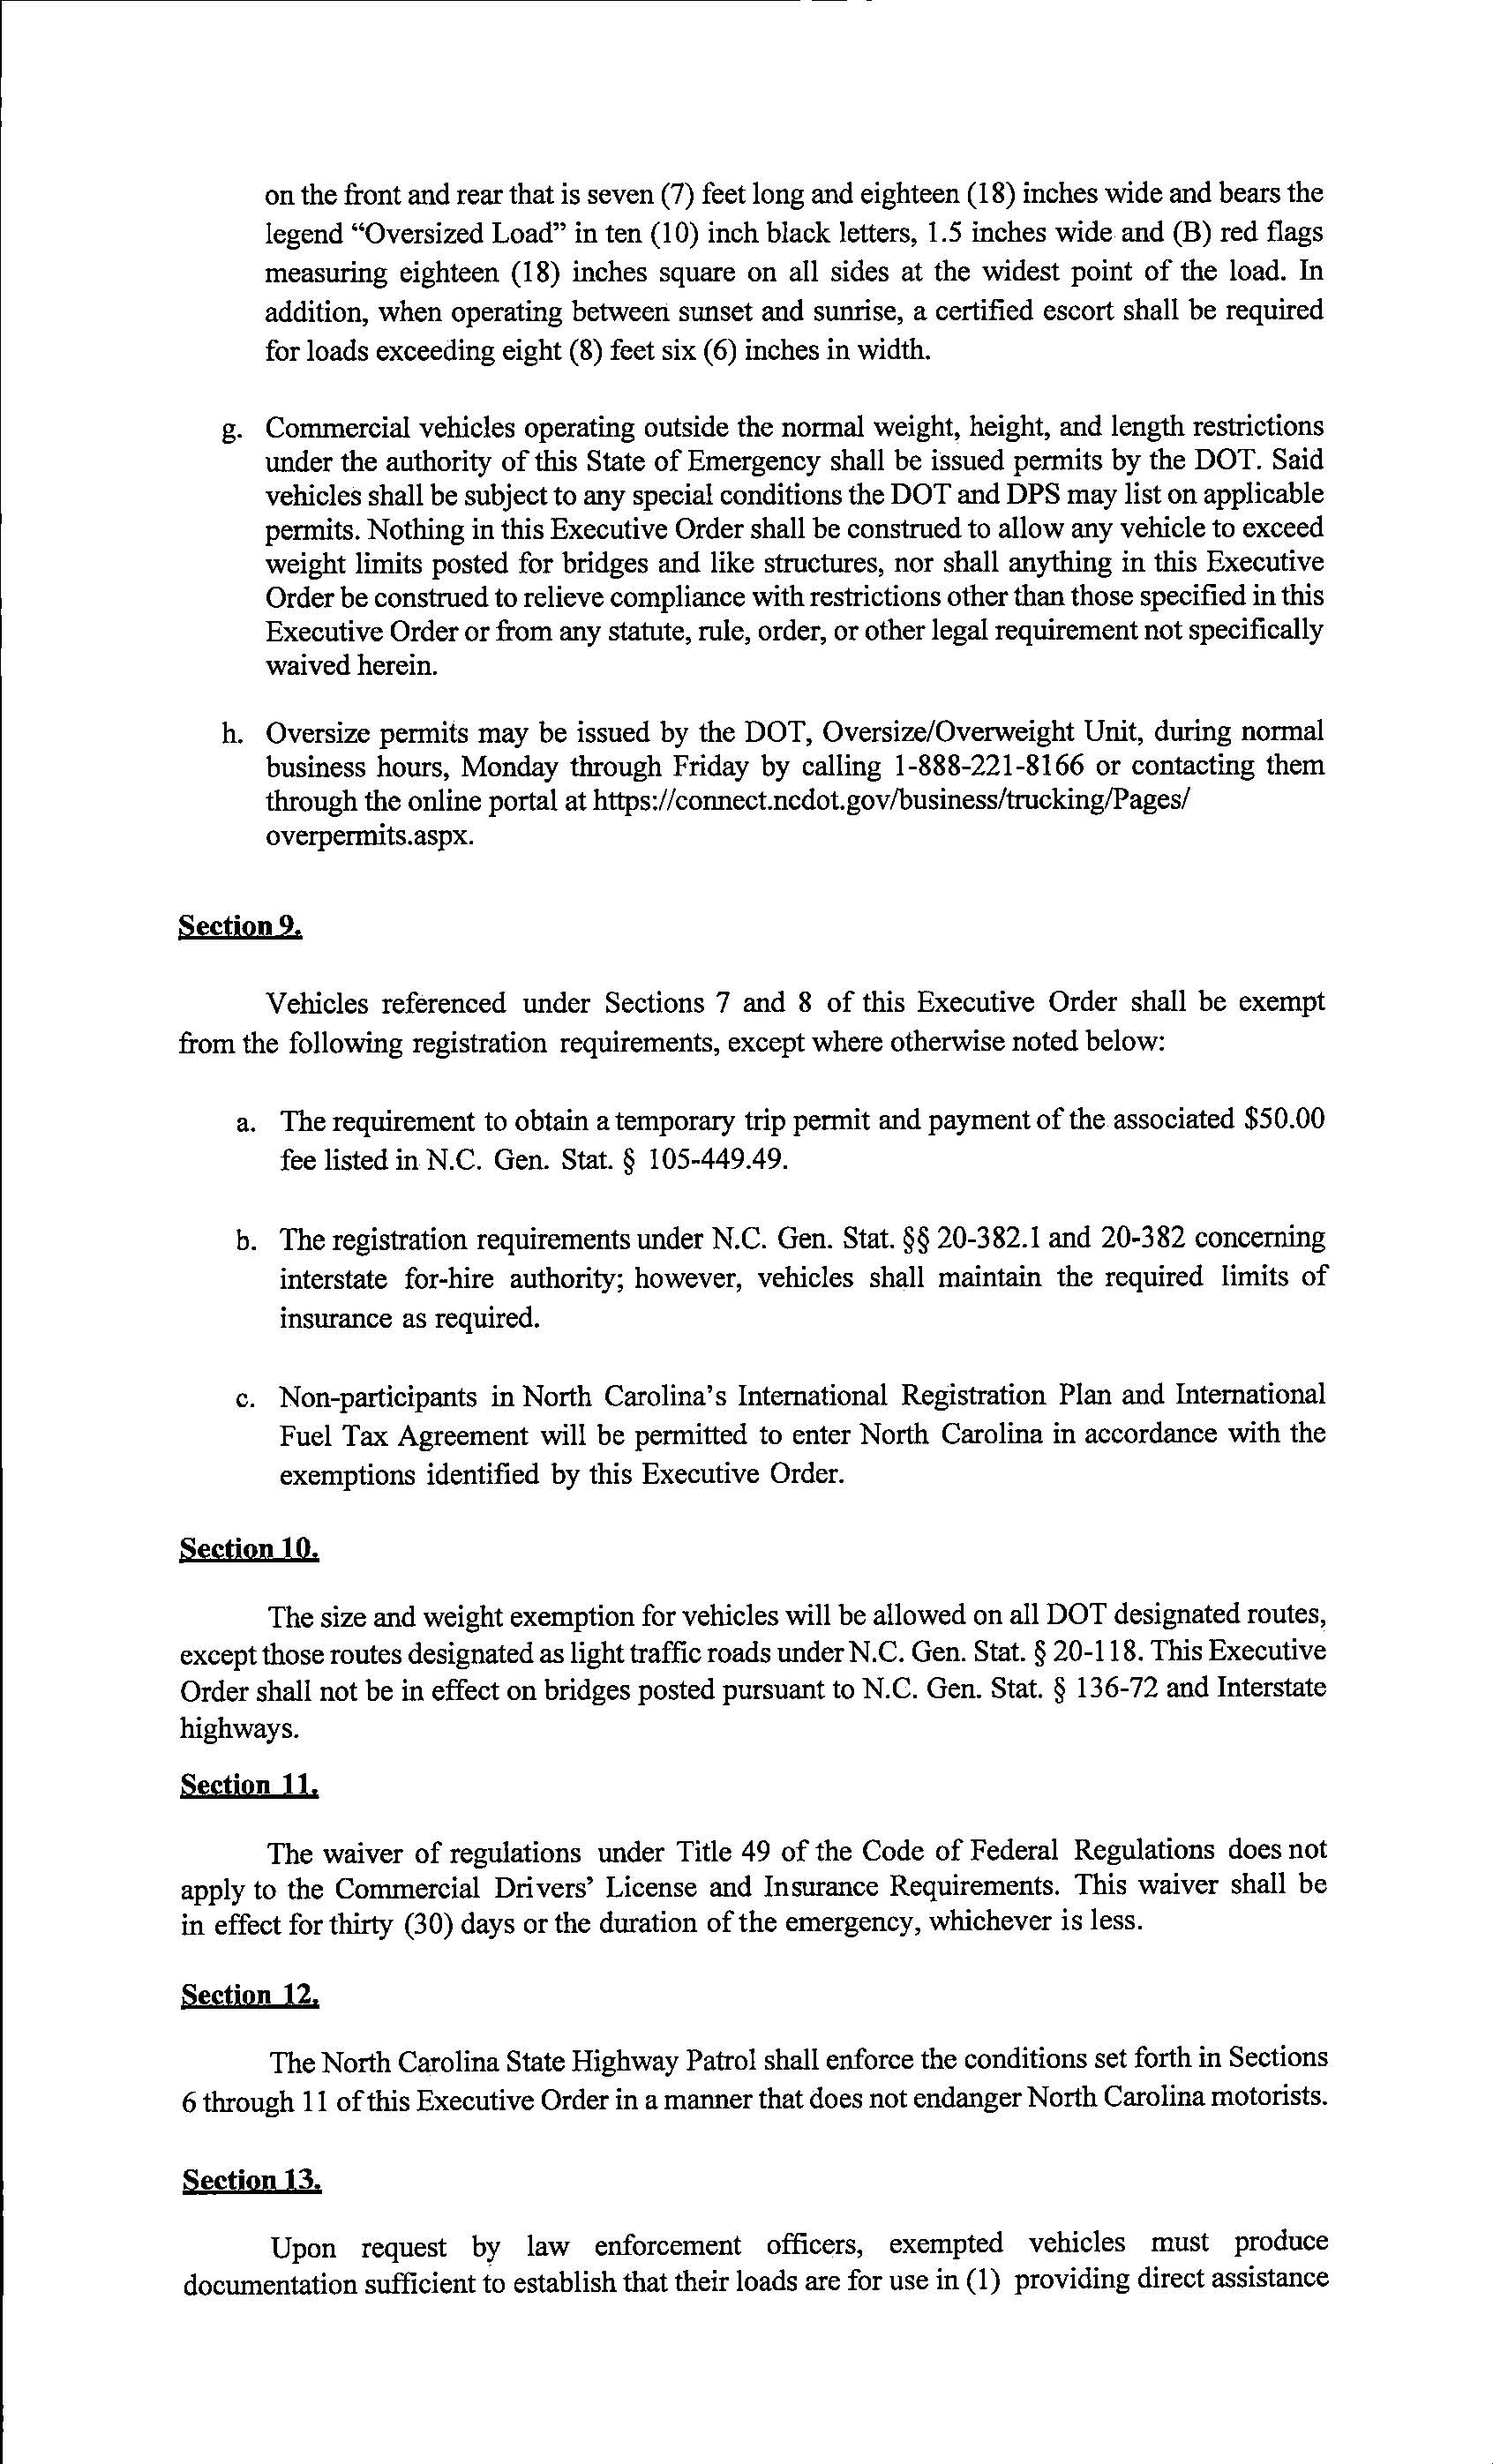 on the front and rear that is seven (7) feet long and eighteen (18) inches wide and bears the
legend “Oversized Load” in ten (10) inch black letters, 1.5 inches wide and (B) red flags
measuring eighteen (18) inches square on all sides at the widest point of the load. In
addition, when operating between sunset and sunrise, a certified escort shall be required
for loads exceeding eight (8) feet six (6) inches in width.
g. Commercial vehicles operating outside the normal weight, height, and length restrictions
under the authority of this State of Emergency shall be issued permits by the DOT. Said
vehicles shall be subject to any special conditions the DOT and DPS may list on applicable
permits. Nothing in this Executive Order shall be construed to allow any vehicle to exceed
weight limits posted for bridges and like structures, nor shall anything in this Executive
Order be construed to relieve compliance with restrictions other than those specified in this
Executive Order or from any statute, rule, order, or other legal requirement not specifically
waived herein.
h. Oversize permits may be issued by the DOT, Oversize/Overweight Unit, during normal
business hours, Monday through Friday by calling 1-888-221-8166 or contacting them
through the online portal at https://connect.ncdot.gov/business/trucking/Pages/
overpermits.aspx.
Section 9.
Vehicles referenced under Sections 7 and 8 of this Executive Order shall be exempt
from the following registration requirements, except where otherwise noted below:
a. The requirement to obtain a temporary trip permit and payment of the associated $50.00
fee listed in N.C. Gen. Stat. § 105-449.49.
b. The registration requirements under N.C. Gen. Stat. §§ 20-382.1 and 20-382 concerning
interstate for-hire authority; however, vehicles shall maintain the required limits of
insurance as required.
c. Non-participants in North Carolina’s International Registration Plan and International
Fuel Tax Agreement will be permitted to enter North Carolina in accordance with the
exemptions identified by this Executive Order.
Section 10.
The size and weight exemption for vehicles will be allowed on all DOT designated routes,
except those routes designated as light traffic roads under N.C. Gen. Stat. § 20-118. This Executive
Order shall not be in effect on bridges posted pursuant to N.C. Gen. Stat. § 136-72 and Interstate
highways.
Section 11.
The waiver of regulations under Title 49 of the Code of Federal Regulations does not
apply to the Commercial Drivers’ License and Insurance Requirements. This waiver shall be
in effect for thirty (30) days or the duration of the emergency, whichever is less.
Section 12.
The North Carolina State Highway Patrol shall enforce the conditions set forth in Sections
6 through 11 of this Executive Order in a manner that does not endanger North Carolina motorists.
Section 13.
Upon request by law enforcement officers, exempted vehicles must produce
documentation sufficient to establish that their loads are for use in (1) providing direct assistance